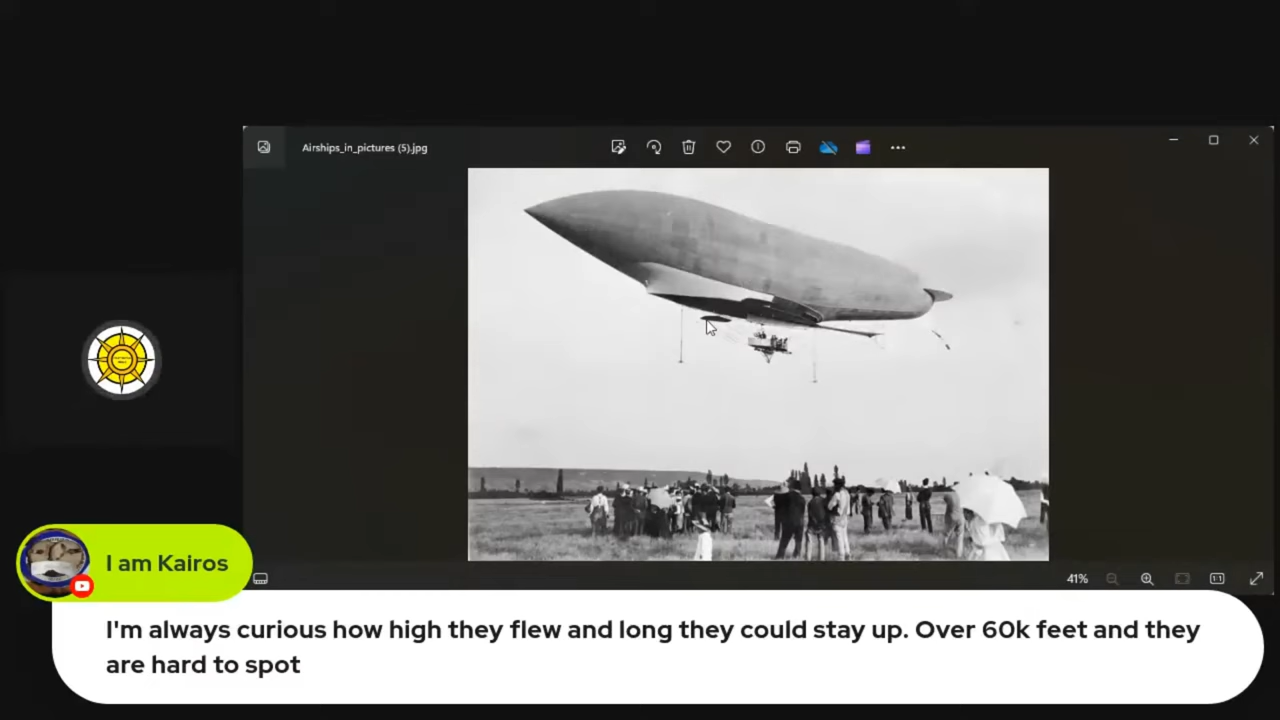 Airships_in_pictures (5).jpg
41%
I am Kairos
I'm always curious how high they flew and long they could stay up. Over 60k feet and they
are hard to spot